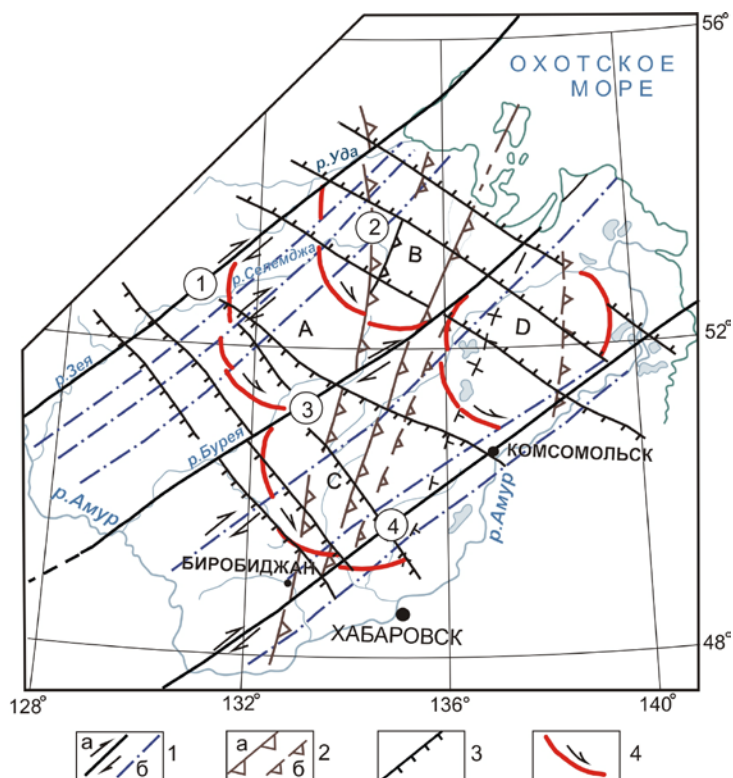 56°
ОХОТСКОЕ
МОРЕ
р.Уда
2
В
р.Селемджа
1
А
D
52°
р.Зея
3
р.Бурея
КОМСОМОЛЬСК
С
р.Амур
4
р.Амур
БИРОБИДЖАН
ХАБАРОВСК
48°
128° 132° 136° 140°
а б 1 а б 2 3 4